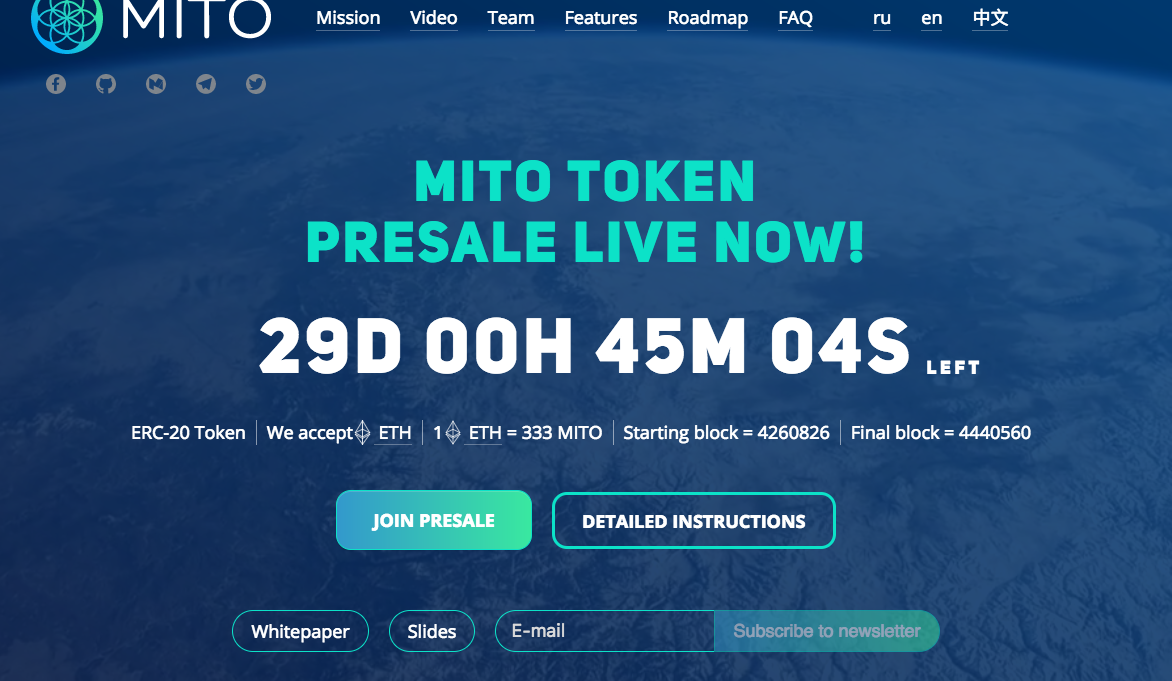 MITO
Mission Video Team Features Roadmap FAQ ru en 中文
MITO TOKEN
PRESALE LIVE NOW!
29D 00H 45M 04S LEFT
ERC-20 Token We accept ETH 1 ETH = 333 MITO Starting block = 4260826 Final block = 4440560
JOIN PRESALE DETAILED INSTRUCTIONS
Whitepaper Slides E-mail Subscribe to newsletter